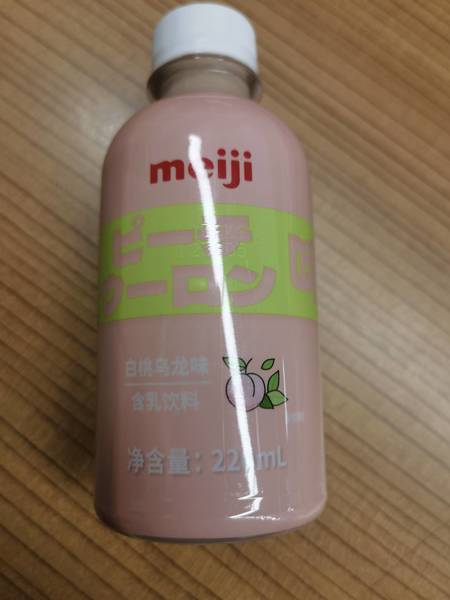 meiji
ピーチ
ウーロン
白桃乌龙味
含乳饮料
净含量：22 mL